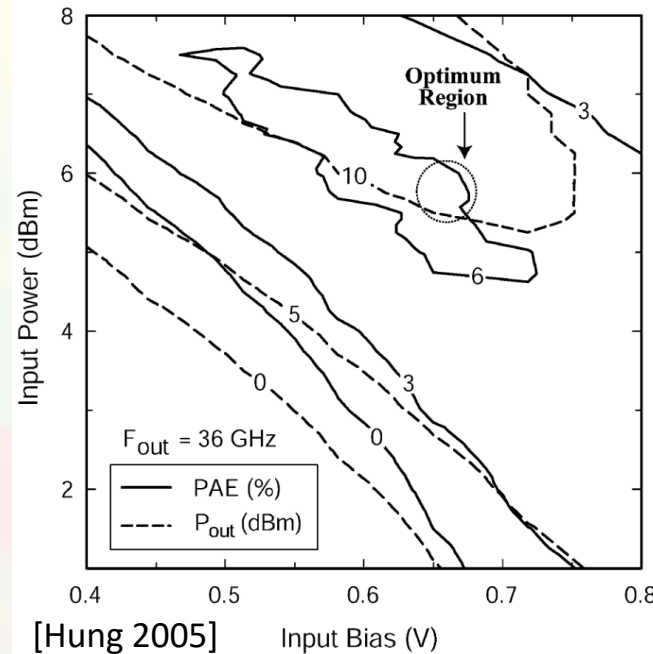 8
6
4
2
Input Power (dBm)
Optimum
Region
3
10
6
5
3
0
0
F_out = 36 GHz
PAE (%)
P_out (dBm)
0.4 0.5 0.6 0.7 0.8
[Hung 2005] Input Bias (V)